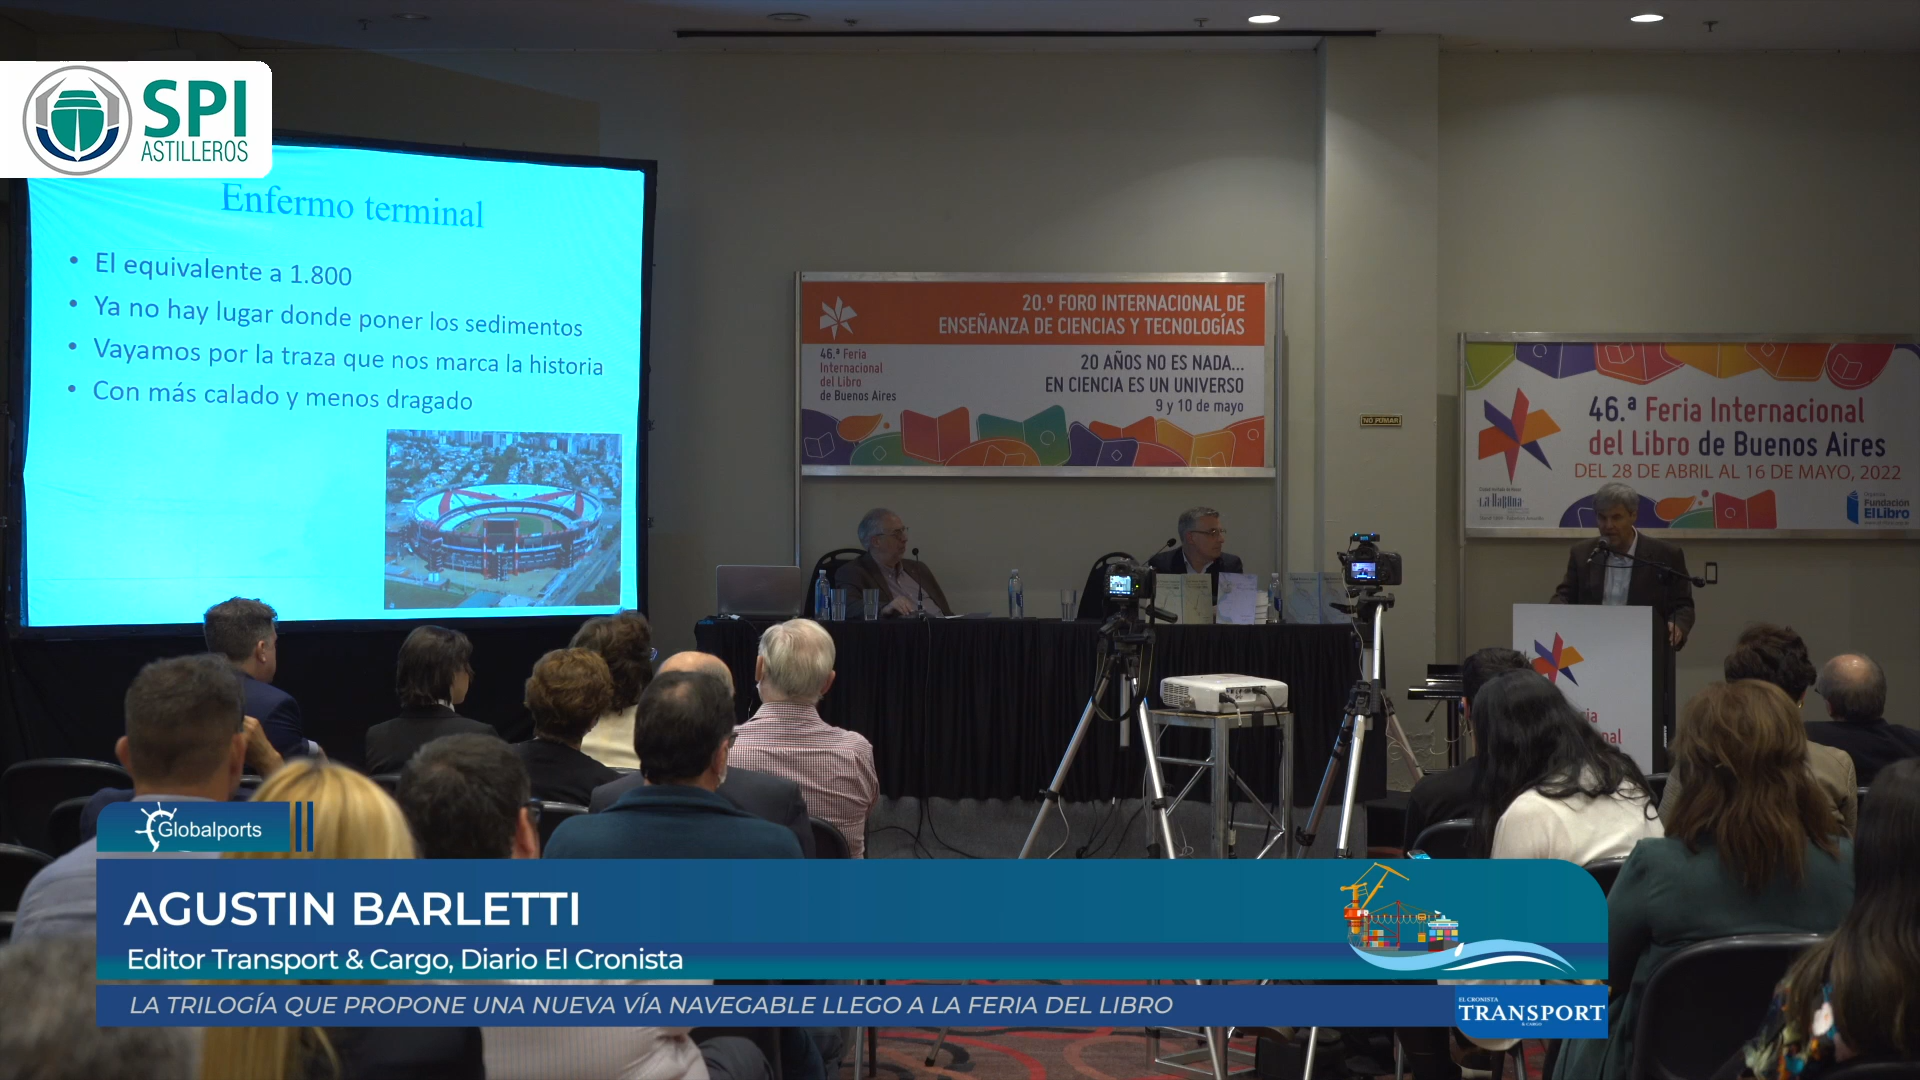 SPI
ASTILLEROS
Enfermo terminal
• El equivalente a 1.800
• Ya no hay lugar donde poner los sedimentos
• Vayamos por la traza que nos marca la historia
• Con más calado y menos dragado
20.º FORO INTERNACIONAL DE
ENSEÑANZA DE CIENCIAS Y TECNOLOGÍAS
46.ª Feria
Internacional
del Libro
de Buenos Aires
20 AÑOS NO ES NADA...
EN CIENCIA ES UN UNIVERSO
9 y 10 de mayo
NO FUMAR
46.ª Feria Internacional
del Libro de Buenos Aires
DEL 28 DE ABRIL AL 16 DE MAYO, 2022
LA HABANA
Fundación
El Libro
Globalports
AGUSTIN BARLETTI
Editor Transport & Cargo, Diario El Cronista
LA TRILOGÍA QUE PROPONE UNA NUEVA VÍA NAVEGABLE LLEGO A LA FERIA DEL LIBRO
EL CRONISTA
TRANSPORT
& CARGO